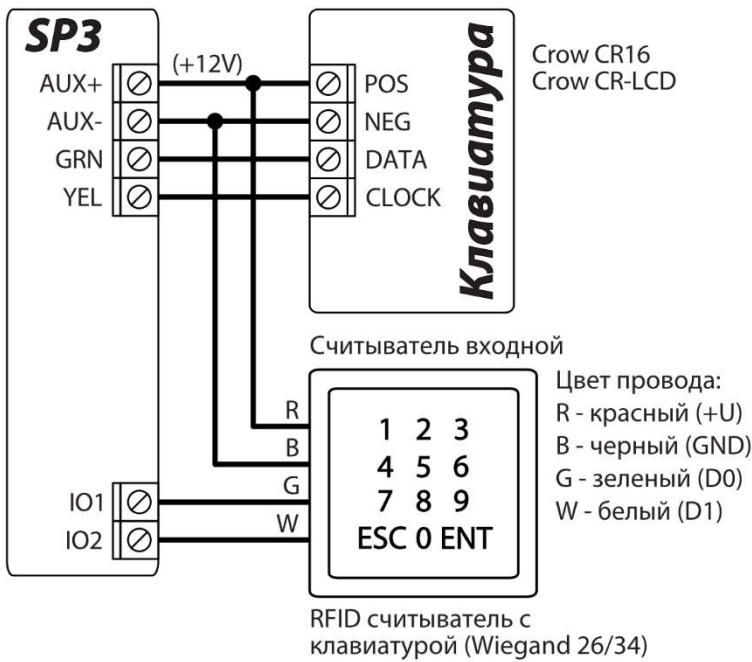 SP3
AUX+
AUX-
GRN
YEL
(+12V)
POS
NEG
DATA
CLOCK
Клавиатура
Crow CR16
Crow CR-LCD
Считыватель входной
R
B
G
W
IO1
IO2
1 2 3
4 5 6
7 8 9
ESC 0 ENT
Цвет провода:
R - красный (+U)
B - черный (GND)
G - зеленый (D0)
W - белый (D1)
RFID считыватель с
клавиатурой (Wiegand 26/34)